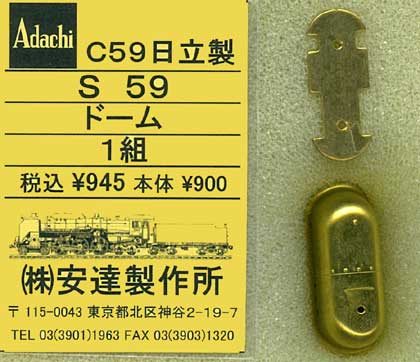 Adachi
C59日立製
S 59
ドーム
1組
税込 ¥945 本体 ¥900
㈱安達製作所
〒115-0043 東京都北区神谷2-19-7
TEL 03(3901)1963 FAX 03(3903)1320